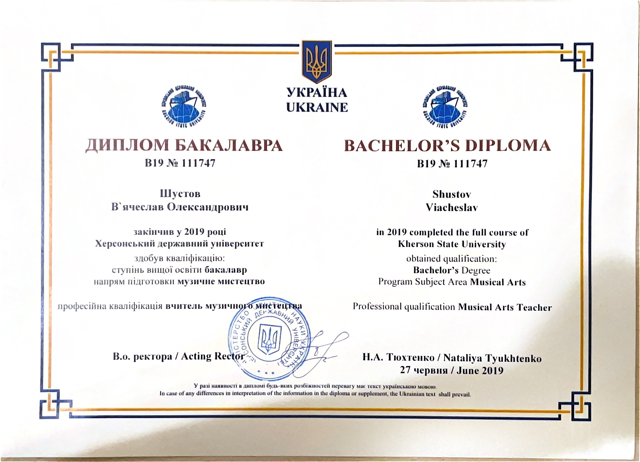 УКРАЇНА
UKRAINE
ДИПЛОМ БАКАЛАВРА
В19 № 111747
Шустов
В`ячеслав Олександрович
закінчив у 2019 році
Херсонський державний університет
здобув кваліфікацію:
ступінь вищої освіти бакалавр
напрям підготовки музичне мистецтво
професійна кваліфікація вчитель музичного мистецтва
BACHELOR'S DIPLOMA
B19 № 111747
Shustov
Viacheslav
in 2019 completed the full course of
Kherson State University
obtained qualification:
Bachelor's Degree
Program Subject Area Musical Arts
Professional qualification Musical Arts Teacher
В.о. ректора / Acting Rector
Н.А. Тюхтенко / Nataliya Tyukhtenko
27 червня / June 2019
У разі наявності в дипломі будь-яких розбіжностей перевагу має текст українською мовою.
In case of any differences in interpretation of the information in the diploma or supplement, the Ukrainian text shall prevail.